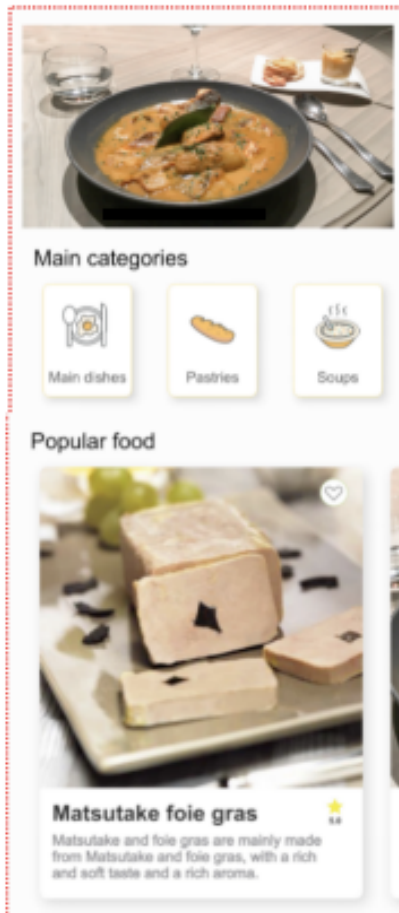 Main categories
Main dishes
Pastries
Soups
Popular food
Matsutake foie gras
5.0
Matsutake and foie gras are mainly made
from Matsutake and foie gras, with a rich
and soft taste and a rich aroma.